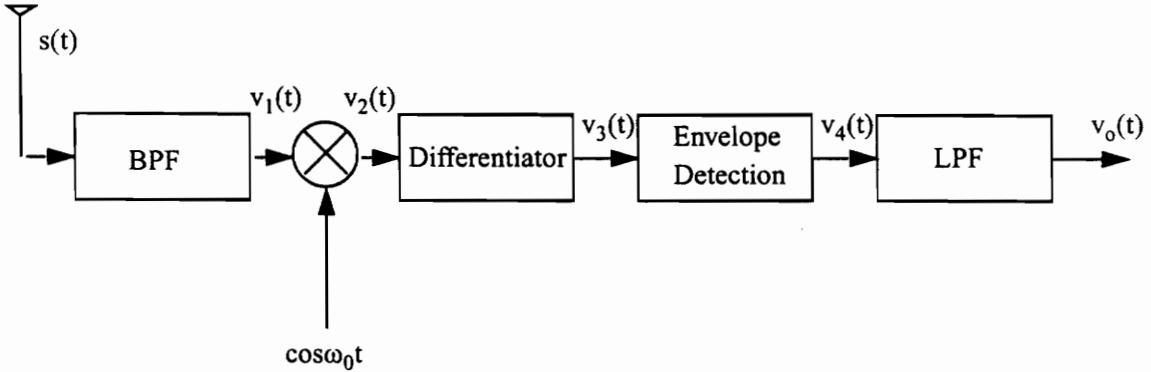 s(t)
v₁(t)
v₂(t)
v₃(t)
v₄(t)
vₒ(t)
BPF
Differentiator
Envelope
Detection
LPF
cosω₀t